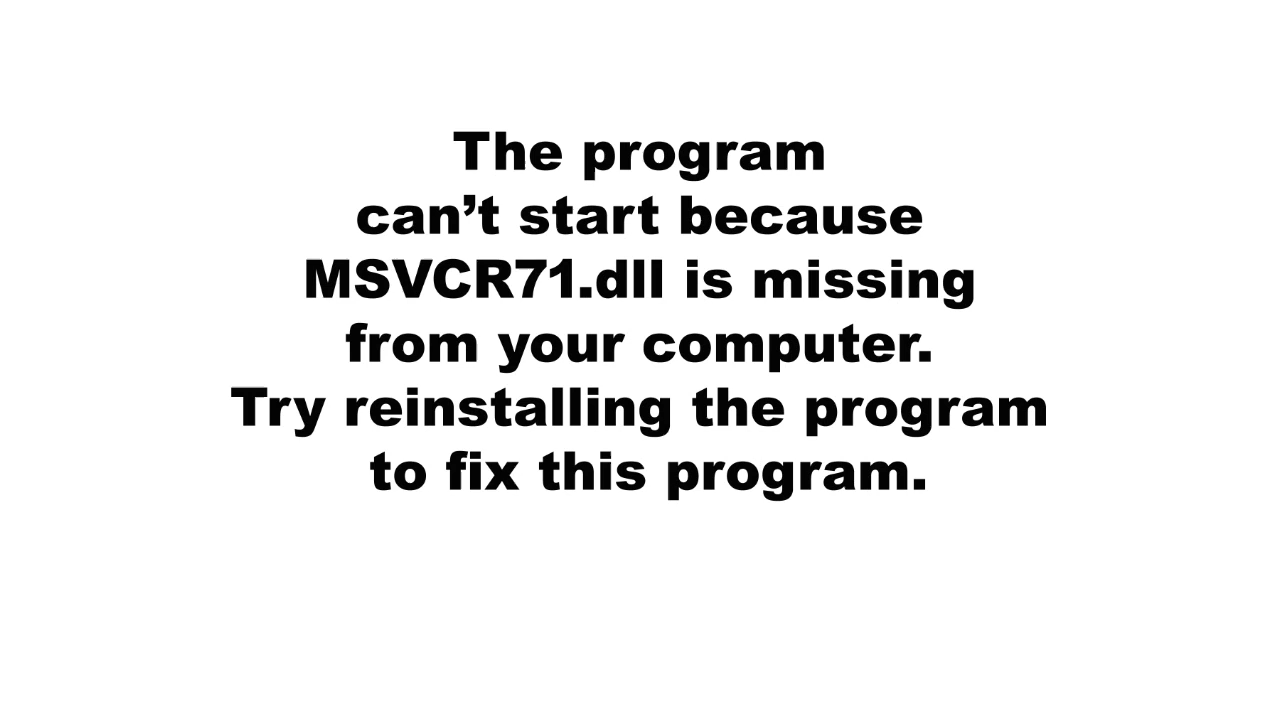 The program
can’t start because
MSVCR71.dll is missing
from your computer.
Try reinstalling the program
to fix this program.